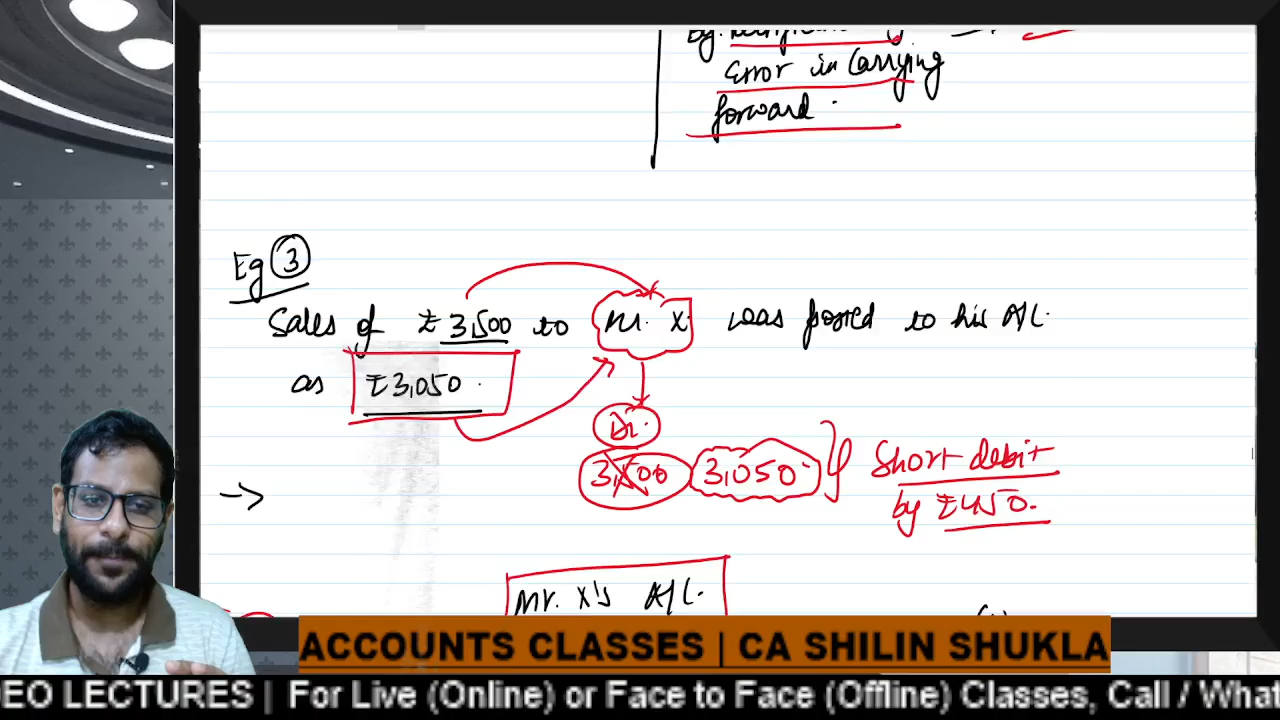 Error in Carrying
forward.
Eg 3
Sales of ₹ 3,500 to Mr. X was posted to his A/c.
as ₹3,050.
Dr.
3,500 3,050 Short debit
by ₹450.
→
Mr. X's A/c.
ACCOUNTS CLASSES | CA SHILIN SHUKLA
DEO LECTURES | For Live (Online) or Face to Face (Offline) Classes, Call / What